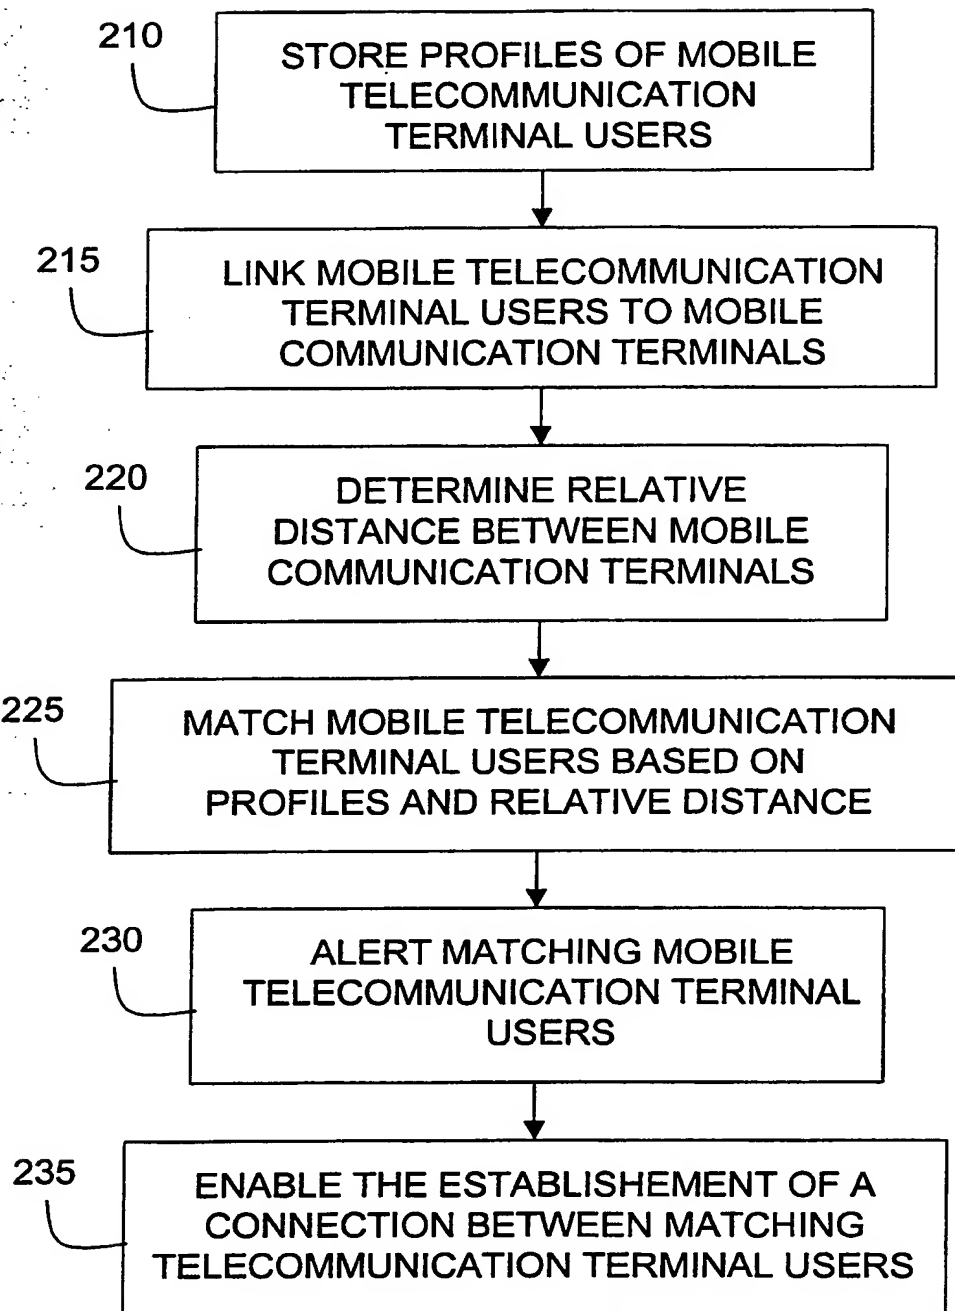 210
STORE PROFILES OF MOBILE
TELECOMMUNICATION
TERMINAL USERS
215
LINK MOBILE TELECOMMUNICATION
TERMINAL USERS TO MOBILE
COMMUNICATION TERMINALS
220
DETERMINE RELATIVE
DISTANCE BETWEEN MOBILE
COMMUNICATION TERMINALS
225
MATCH MOBILE TELECOMMUNICATION
TERMINAL USERS BASED ON
PROFILES AND RELATIVE DISTANCE
230
ALERT MATCHING MOBILE
TELECOMMUNICATION TERMINAL
USERS
235
ENABLE THE ESTABLISHEMENT OF A
CONNECTION BETWEEN MATCHING
TELECOMMUNICATION TERMINAL USERS